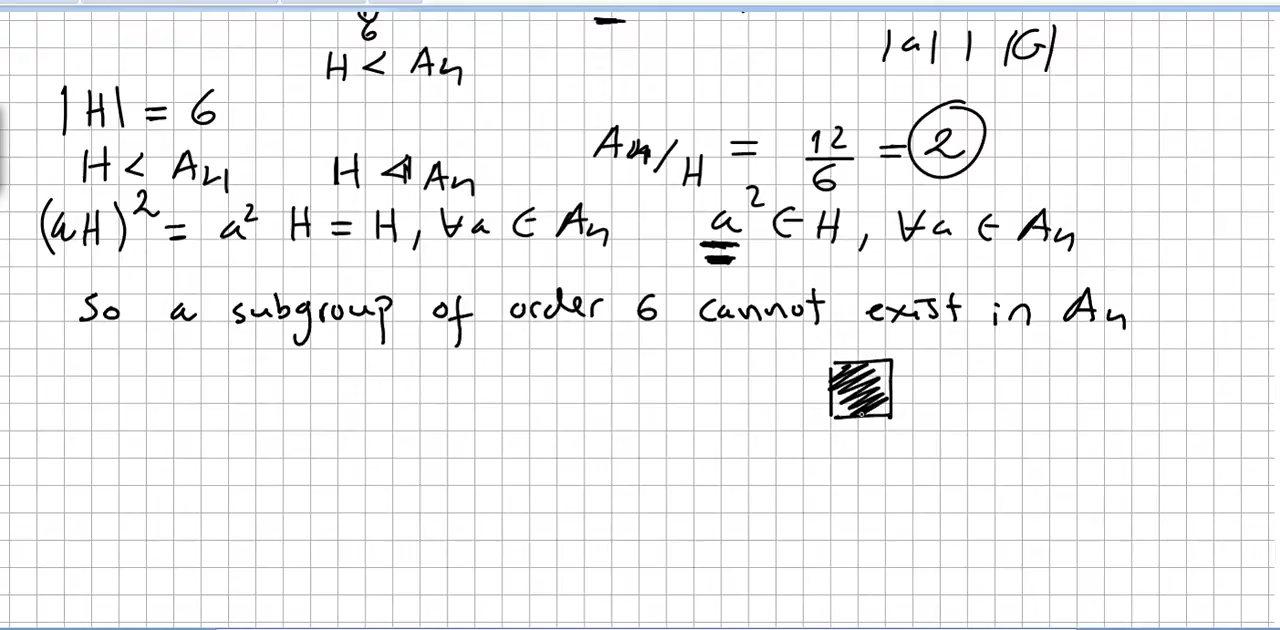 6
H < A4
|a| | |G|
|H| = 6
H < A4 H ⊲ A4
A4/H = 12/6 = 2
(aH)² = a² H = H, ∀a ∈ A4 a² ∈ H, ∀a ∈ A4
So a subgroup of order 6 cannot exist in A4